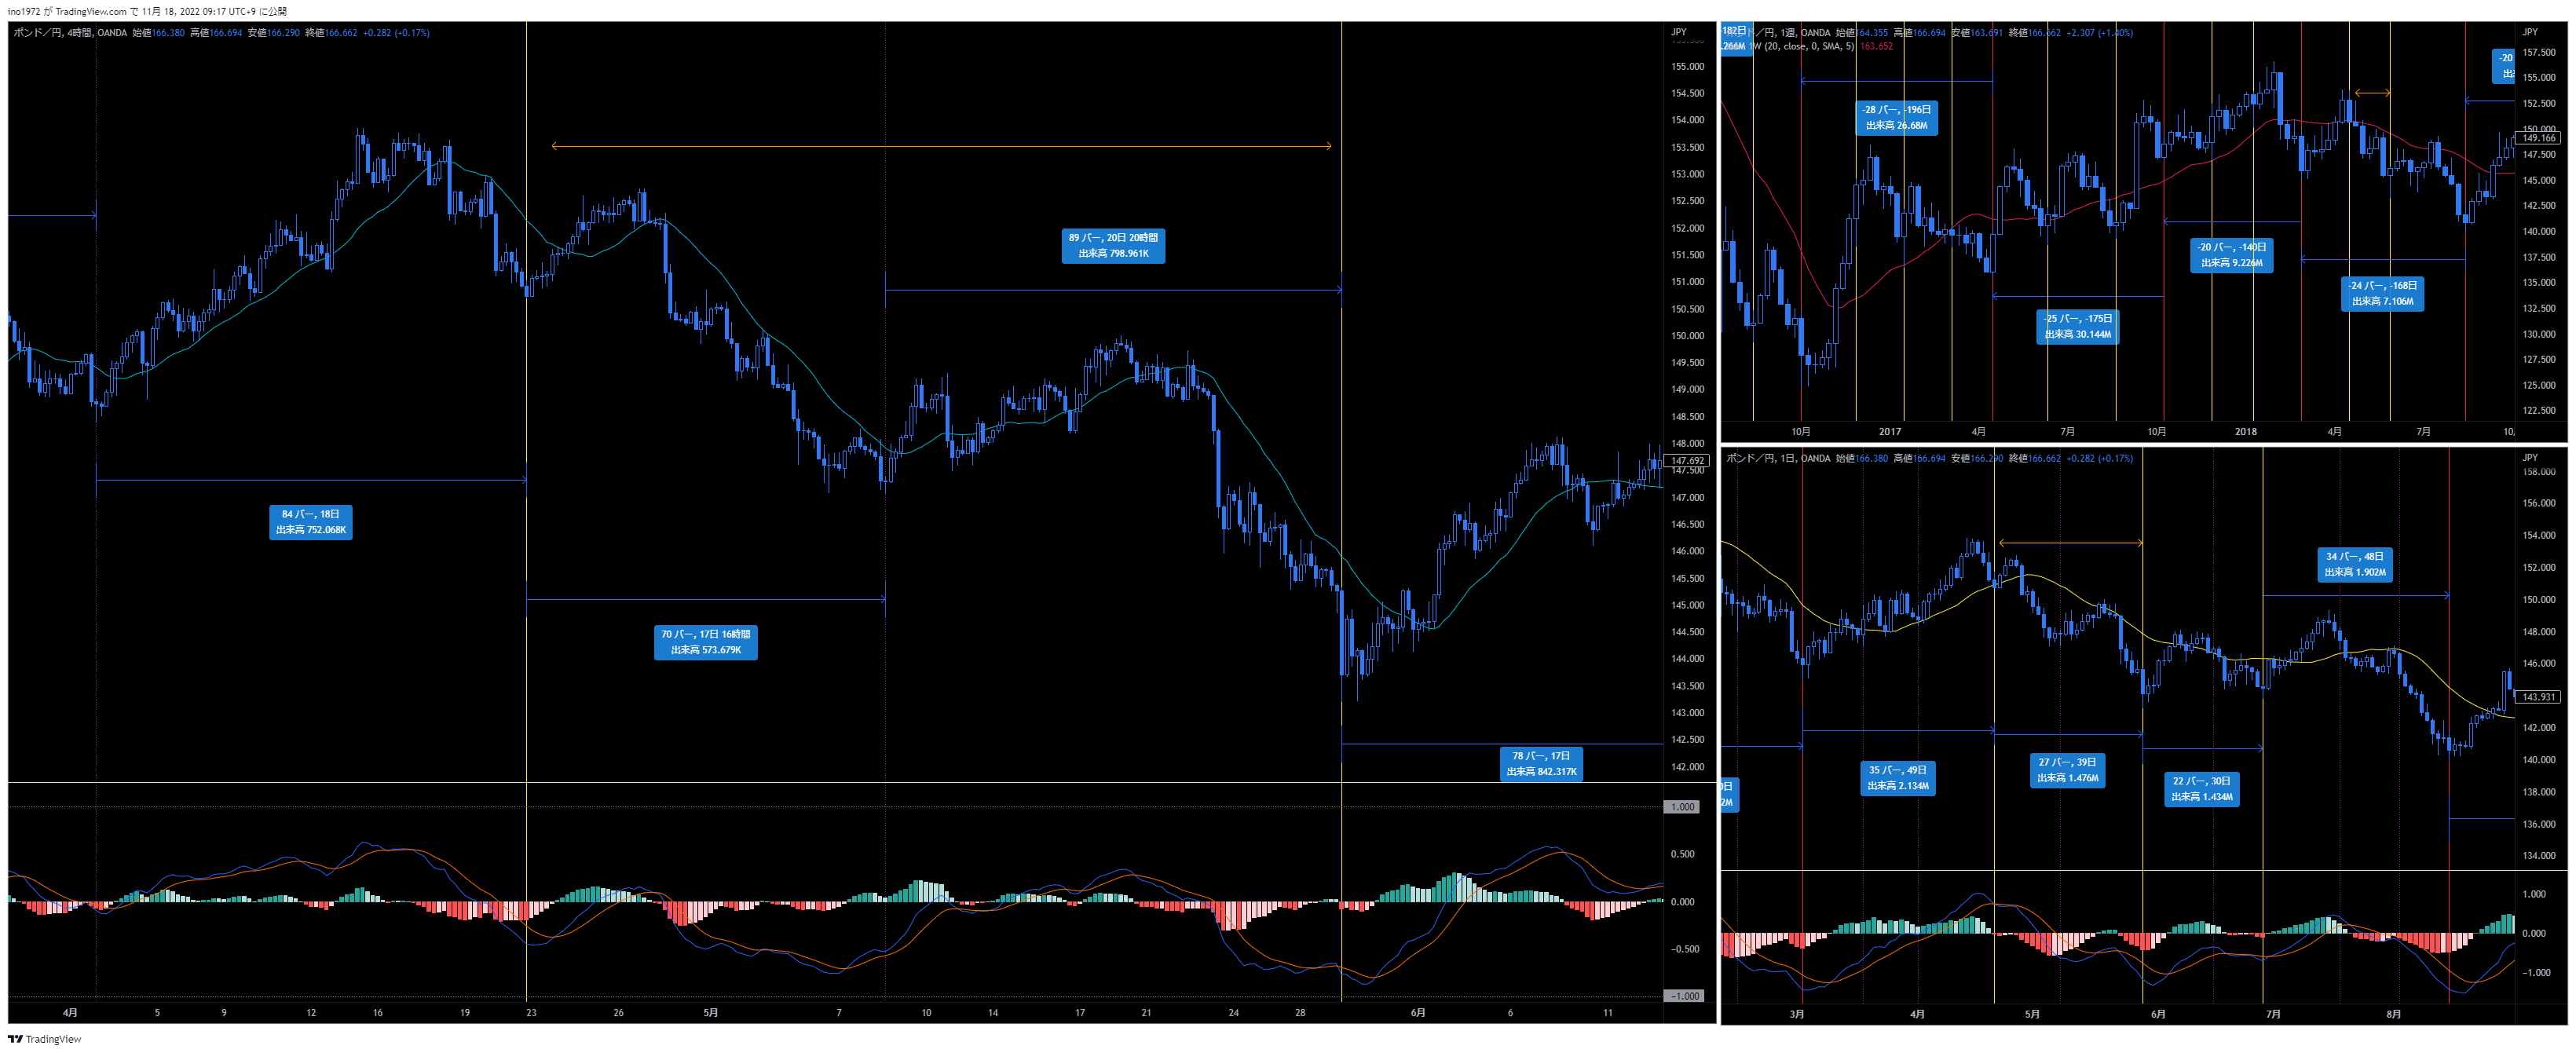 ino1972 が TradingView.com で 11月 18, 2022 09:17 UTC+9 に公開
ポンド／円, 4時間, OANDA 始値166.380 高値166.694 安値166.290 終値166.662 +0.282 (+0.17%)
JPY
155.000
154.500
154.000
153.500
153.000
152.500
152.000
151.500
151.000
150.500
150.000
149.500
149.000
148.500
148.000
147.692
147.500
147.000
146.500
146.000
145.500
145.000
144.500
144.000
143.500
143.000
142.500
142.000
89 バー, 20日 20時間
出来高 798.961K
84 バー, 18日
出来高 752.068K
70 バー, 17日 16時間
出来高 573.679K
78 バー, 17日
出来高 842.317K
1.000
0.500
0.000
-0.500
-1.000
4月 5 9 12 16 19 23 26 5月 7 10 14 17 21 24 28 6月 6 11
-182日
.266M
ンド／円, 1週, OANDA 始値164.355 高値166.694 安値163.691 終値166.662 +2.307 (+1.40%)
1W (20, close, 0, SMA, 5) 163.652
JPY
157.500
155.000
152.500
150.000
149.166
147.500
145.000
142.500
140.000
137.500
135.000
132.500
130.000
127.500
125.000
122.500
-20
出来
-28 バー, -196日
出来高 26.68M
-20 バー, -140日
出来高 9.226M
-24 バー, -168日
出来高 7.106M
-25 バー, -175日
出来高 30.144M
10月 2017 4月 7月 10月 2018 4月 7月 10
ポンド／円, 1日, OANDA 始値166.380 高値166.694 安値166.290 終値166.662 +0.282 (+0.17%)
JPY
158.000
156.000
154.000
152.000
150.000
148.000
146.000
143.931
142.000
140.000
138.000
136.000
134.000
34 バー, 48日
出来高 1.902M
35 バー, 49日
出来高 2.134M
27 バー, 39日
出来高 1.476M
22 バー, 30日
出来高 1.434M
日
2M
1.000
0.000
-1.000
3月 4月 5月 6月 7月 8月
TradingView